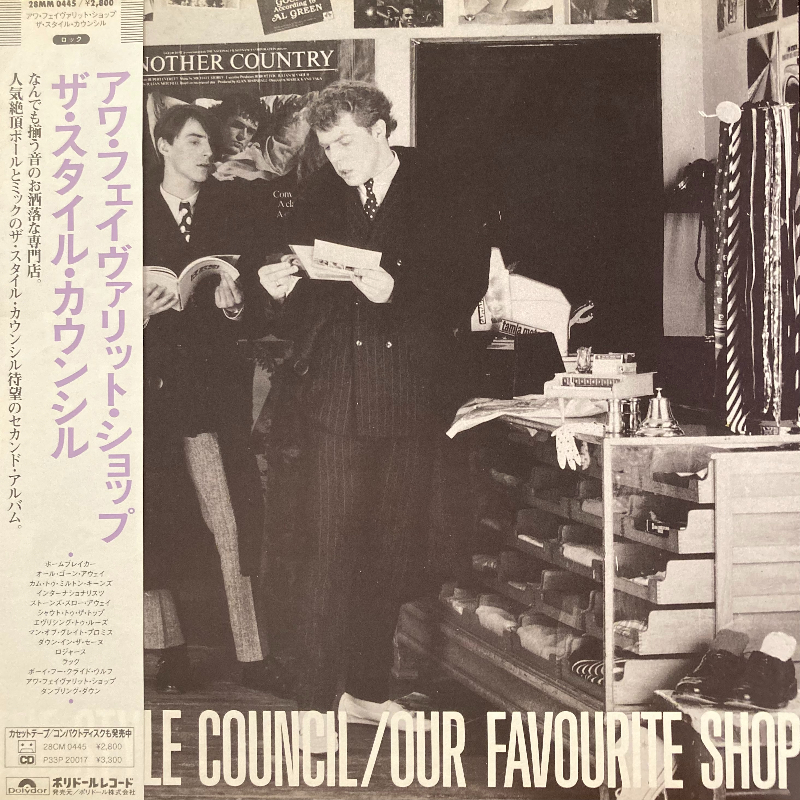 28MM 0445 / ¥2,800
アワ・フェイヴァリット・ショップ
ザ・スタイル・カウンシル
ロック
アワ・フェイヴァリット・ショップ
ザ・スタイル・カウンシル
なんでも揃う音のお洒落な専門店。
人気絶頂ポールとミックのザ・スタイル・カウンシル待望のセカンド・アルバム。
ホームブレイカー
オール・ゴーン・アウェイ
カム・トゥ・ミルトン・キーンズ
インターナショナリスツ
ストーンズ・スロー・アウェイ
シャウト・トゥ・ザ・トップ
エヴリシング・トゥ・ルーズ
マン・オブ・グレイト・プロミス
ダウン・イン・ザ・セーヌ
ロジャース
ラック
ボーイ・フー・クライド・ウルフ
アワ・フェイヴァリット・ショップ
タンブリング・ダウン
カセットテープ/コンパクトディスクも発売中
28CM 0445 ¥2,800
CD P33P 20017 ¥3,300
polydor ポリドールレコード
発売元/ポリドール株式会社
According to
AL GREEN
NOTHER COUNTRY
LE COUNCIL/OUR FAVOURITE SHOP